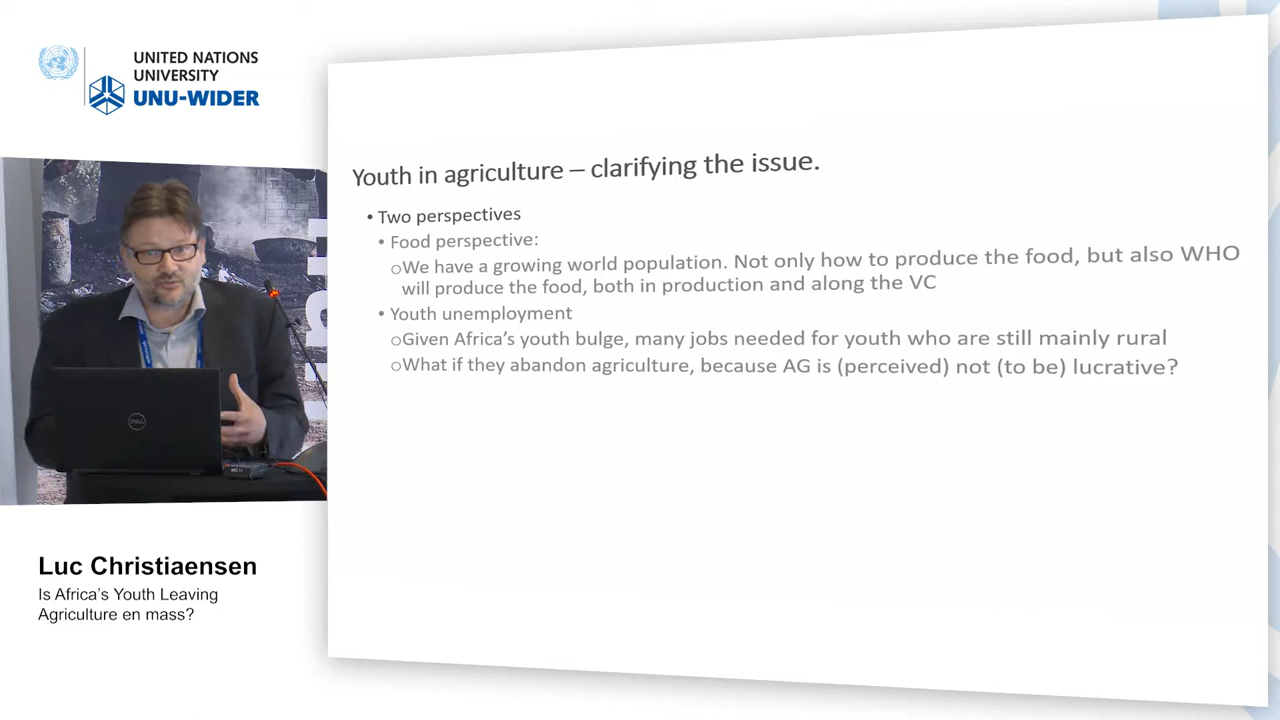 UNITED NATIONS
UNIVERSITY
UNU-WIDER
Youth in agriculture – clarifying the issue.
• Two perspectives
• Food perspective:
oWe have a growing world population. Not only how to produce the food, but also WHO
will produce the food, both in production and along the VC
• Youth unemployment
oGiven Africa's youth bulge, many jobs needed for youth who are still mainly rural
oWhat if they abandon agriculture, because AG is (perceived) not (to be) lucrative?
DELL
Luc Christiaensen
Is Africa's Youth Leaving
Agriculture en mass?